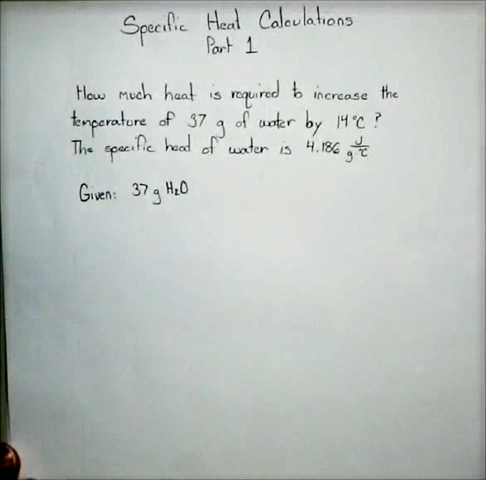 Specific Heat Calculations
Part 1
How much heat is required to increase the
temperature of 37 g of water by 14°C?
The specific head of water is 4.186 J/g°C
Given: 37 g H₂O